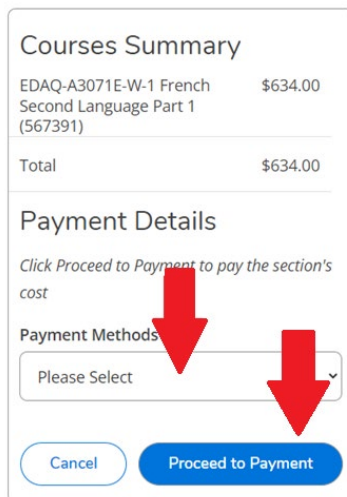 Courses Summary
EDAQ-A3071E-W-1 French $634.00
Second Language Part 1
(567391)
Total $634.00
Payment Details
Click Proceed to Payment to pay the section's
cost
Payment Methods
Please Select
Cancel Proceed to Payment